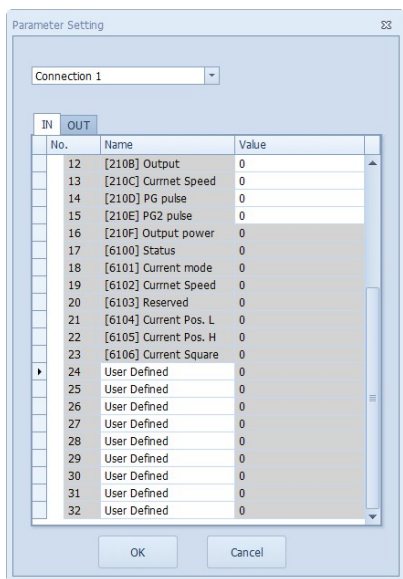 Parameter Setting
Connection 1
IN OUT
No. Name Value
12 [210B] Output 0
13 [210C] Currnet Speed 0
14 [210D] PG pulse 0
15 [210E] PG2 pulse 0
16 [210F] Output power 0
17 [6100] Status 0
18 [6101] Current mode 0
19 [6102] Currnet Speed 0
20 [6103] Reserved 0
21 [6104] Current Pos. L 0
22 [6105] Current Pos. H 0
23 [6106] Current Square 0
24 User Defined 0
25 User Defined 0
26 User Defined 0
27 User Defined 0
28 User Defined 0
29 User Defined 0
30 User Defined 0
31 User Defined 0
32 User Defined 0
OK Cancel